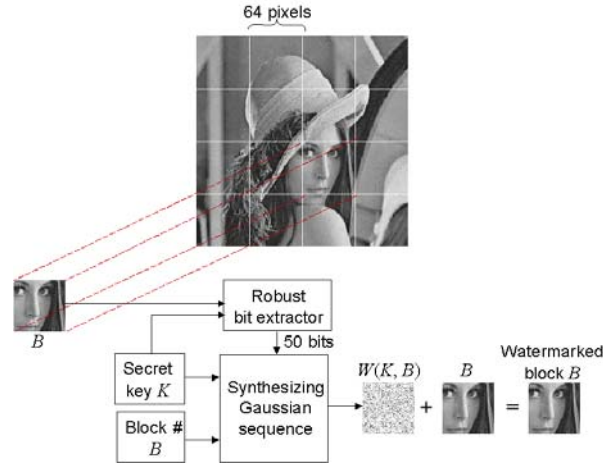 64 pixels
B
Robust
bit extractor
50 bits
Secret
key K
Block #
B
Synthesizing
Gaussian
sequence
W(K, B)
+
B
=
Watermarked
block B